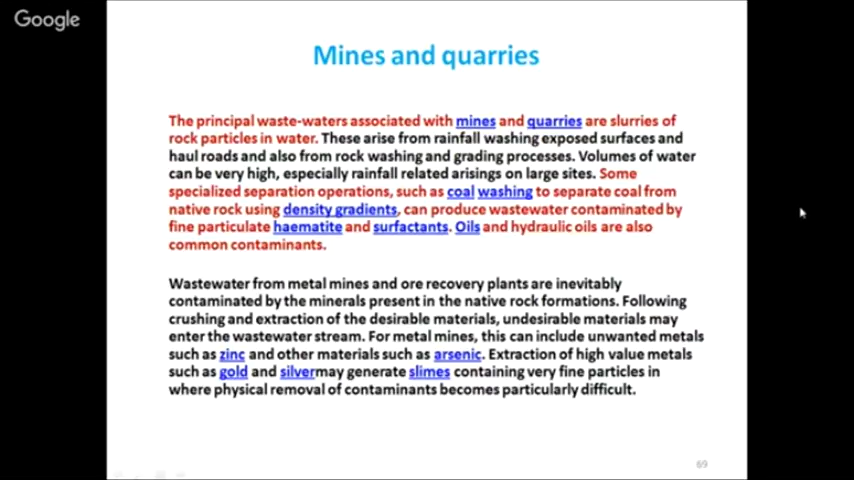 Google
Mines and quarries
The principal waste-waters associated with mines and quarries are slurries of
rock particles in water. These arise from rainfall washing exposed surfaces and
haul roads and also from rock washing and grading processes. Volumes of water
can be very high, especially rainfall related arisings on large sites. Some
specialized separation operations, such as coal washing to separate coal from
native rock using density gradients, can produce wastewater contaminated by
fine particulate haematite and surfactants. Oils and hydraulic oils are also
common contaminants.
Wastewater from metal mines and ore recovery plants are inevitably
contaminated by the minerals present in the native rock formations. Following
crushing and extraction of the desirable materials, undesirable materials may
enter the wastewater stream. For metal mines, this can include unwanted metals
such as zinc and other materials such as arsenic. Extraction of high value metals
such as gold and silvermay generate slimes containing very fine particles in
where physical removal of contaminants becomes particularly difficult.
69